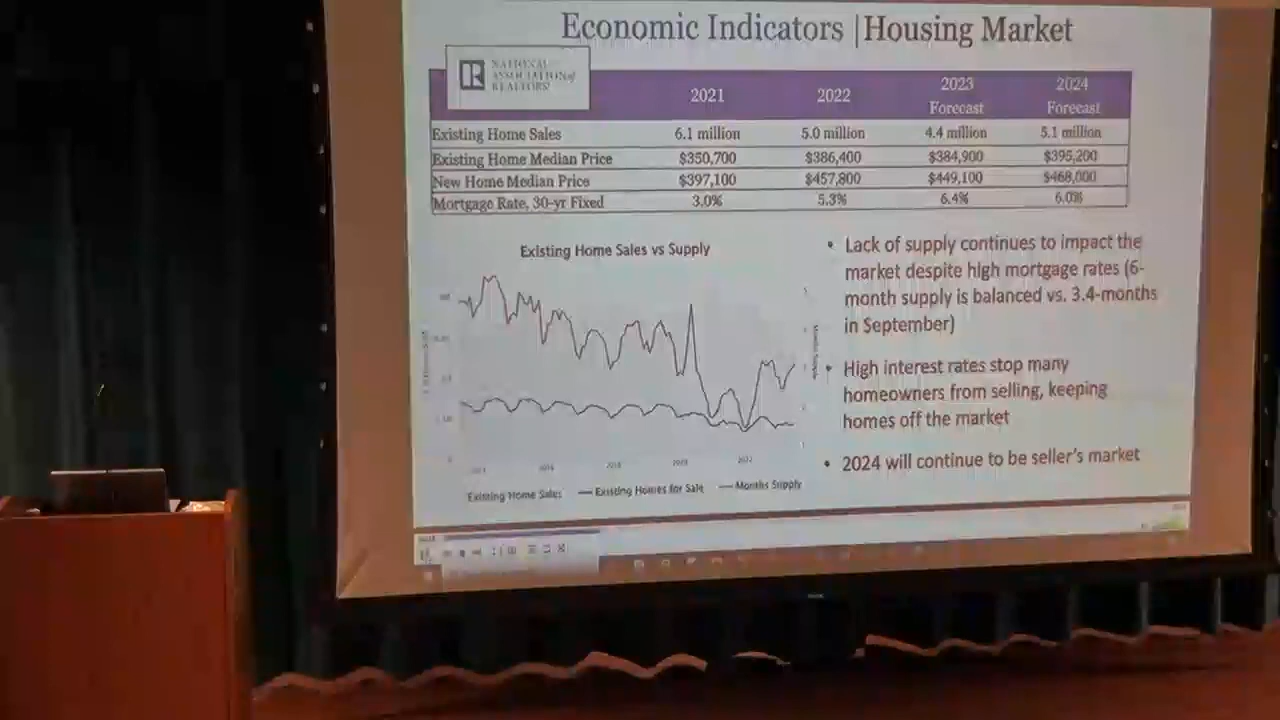 Economic Indicators | Housing Market
NATIONAL
ASSOCIATION of
REALTORS®
2021 2022 2023 Forecast 2024 Forecast
Existing Home Sales 6.1 million 5.0 million 4.4 million 5.1 million
Existing Home Median Price $350,700 $386,400 $384,900 $395,200
New Home Median Price $397,100 $457,800 $449,100 $468,000
Mortgage Rate, 30-yr Fixed 3.0% 5.3% 6.4% 6.0%
Existing Home Sales vs Supply
• Lack of supply continues to impact the
market despite high mortgage rates (6-
month supply is balanced vs. 3.4-months
in September)
• High interest rates stop many
homeowners from selling, keeping
homes off the market
• 2024 will continue to be seller's market
2020 2022
Existing Home Sales Existing Homes for Sale Months Supply